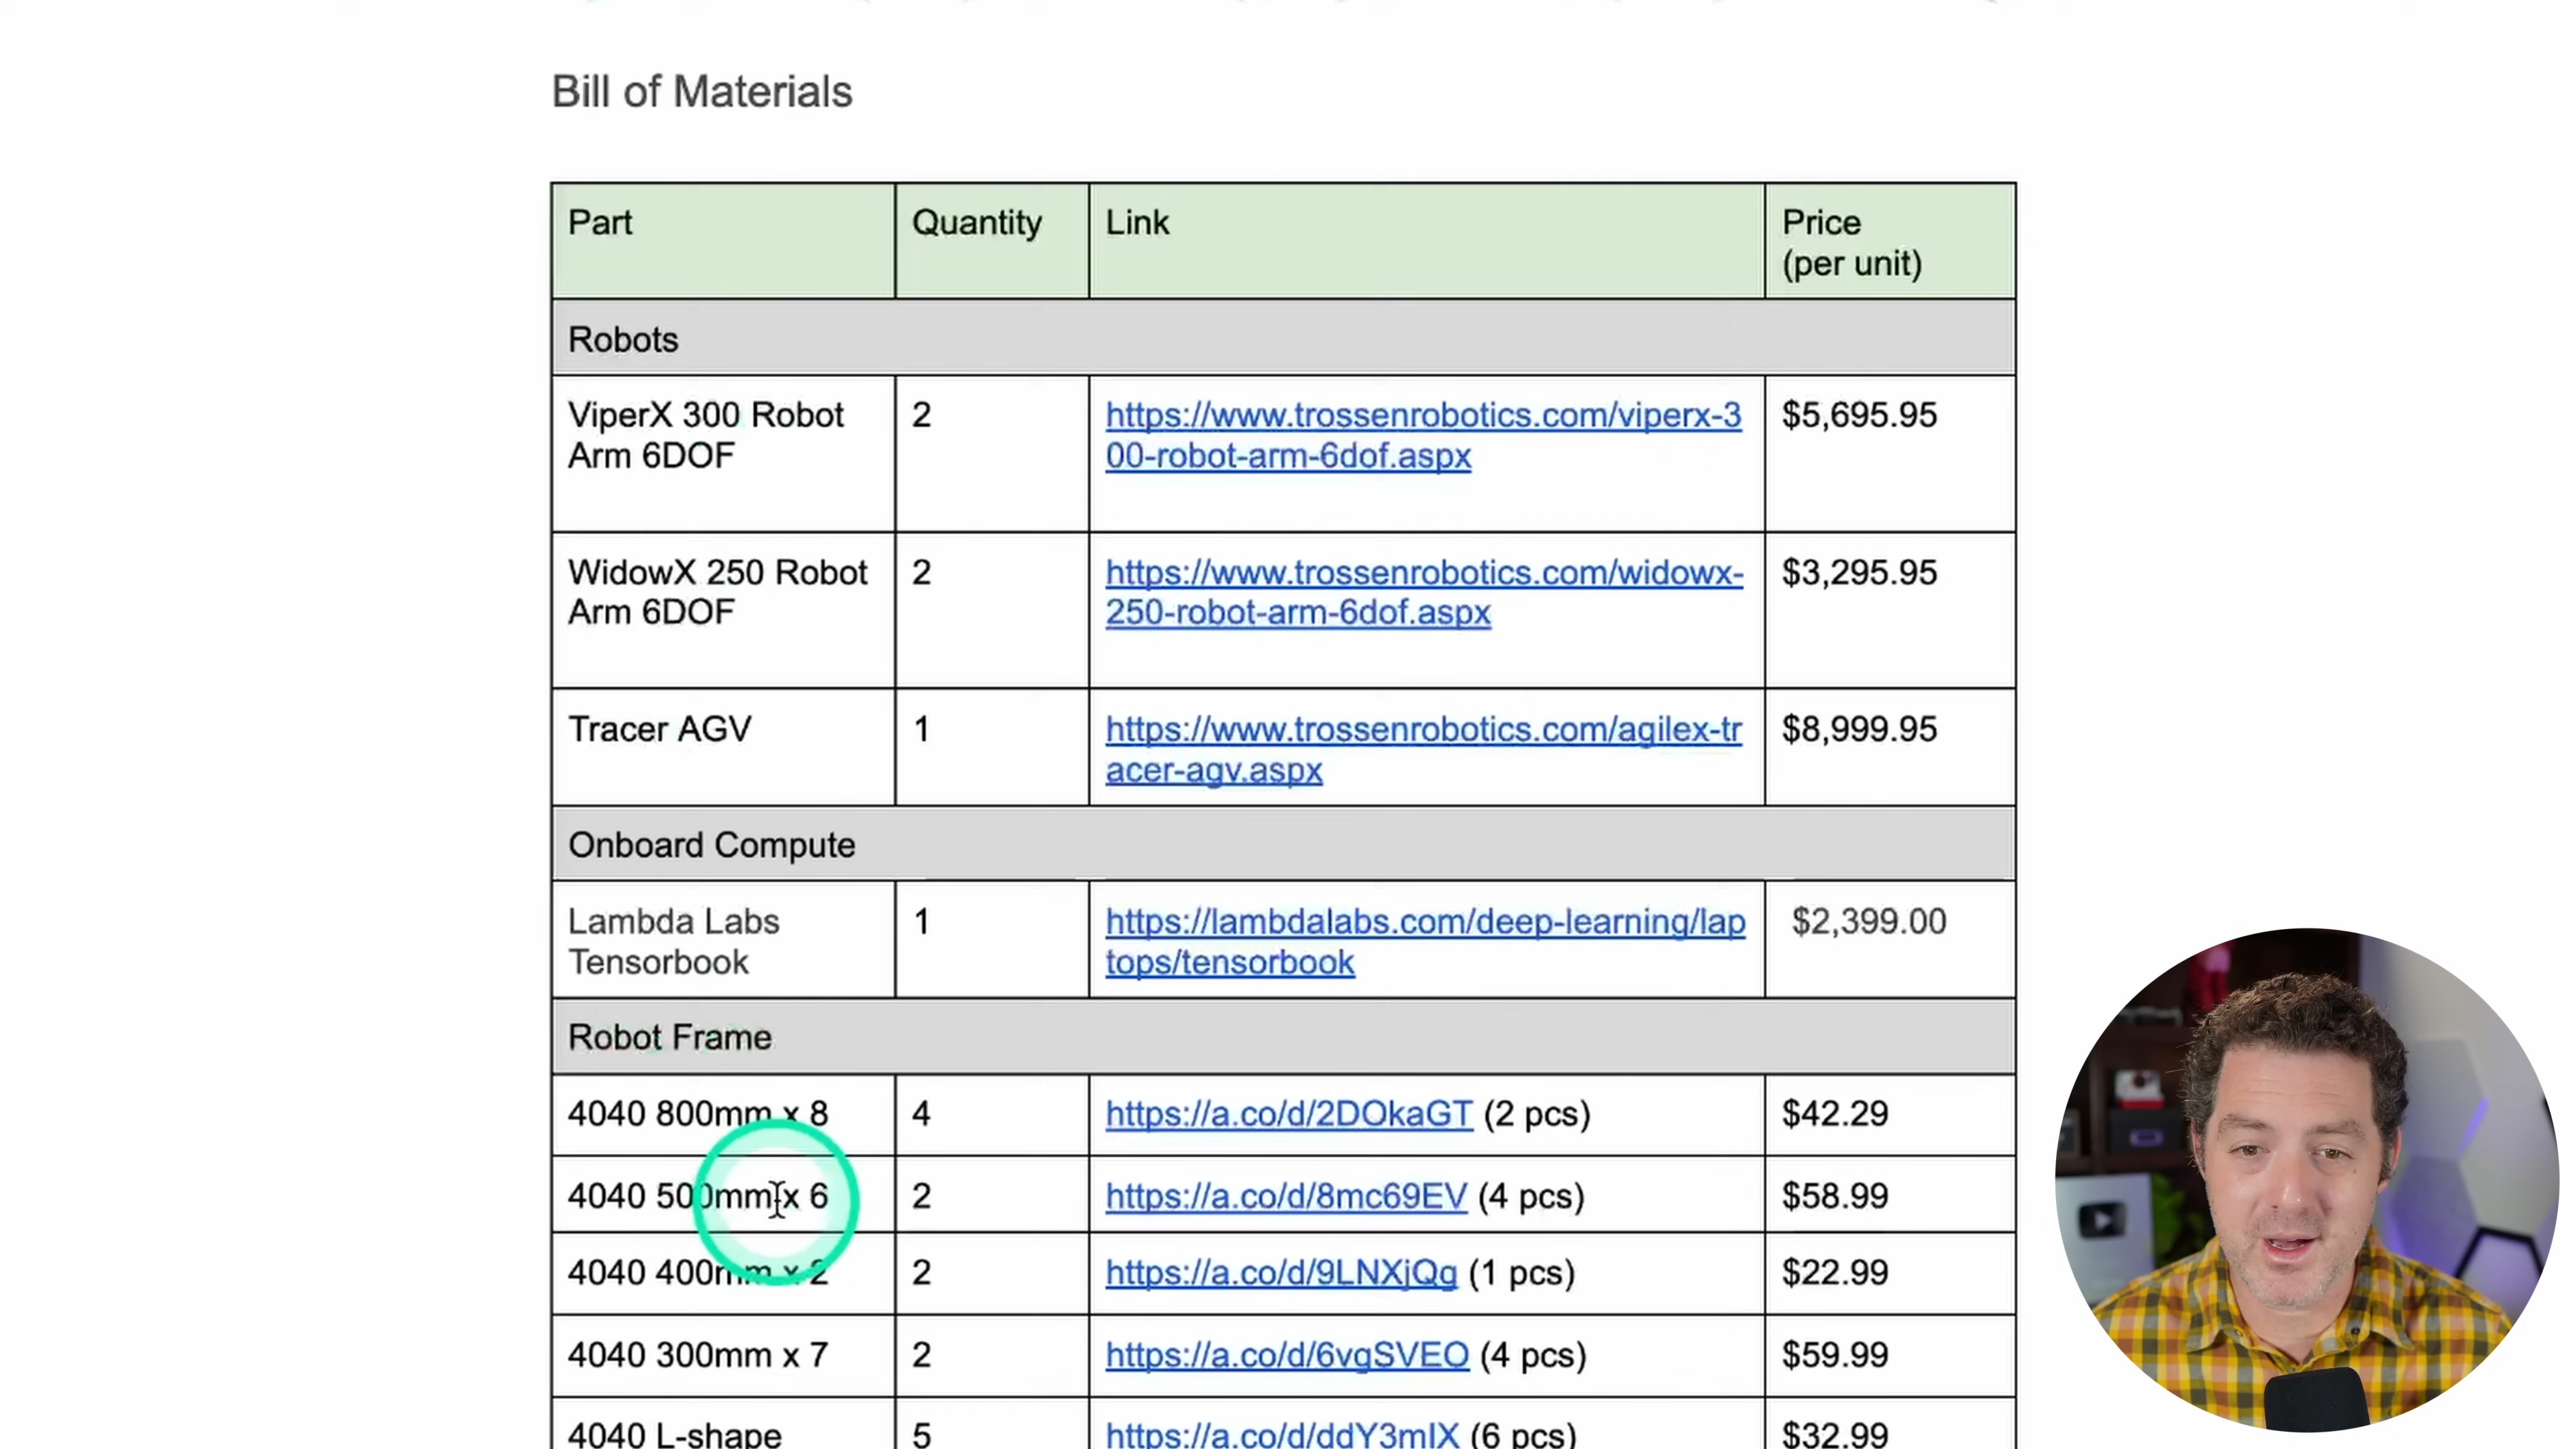 Bill of Materials
Part Quantity Link Price
(per unit)
Robots
ViperX 300 Robot 2 https://www.trossenrobotics.com/viperx-3 $5,695.95
Arm 6DOF 00-robot-arm-6dof.aspx
WidowX 250 Robot 2 https://www.trossenrobotics.com/widowx- $3,295.95
Arm 6DOF 250-robot-arm-6dof.aspx
Tracer AGV 1 https://www.trossenrobotics.com/agilex-tr $8,999.95
acer-agv.aspx
Onboard Compute
Lambda Labs 1 https://lambdalabs.com/deep-learning/lap $2,399.00
Tensorbook tops/tensorbook
Robot Frame
4040 800mm x 8 4 https://a.co/d/2DOkaGT (2 pcs) $42.29
4040 500mm x 6 2 https://a.co/d/8mc69EV (4 pcs) $58.99
4040 400mm x 2 2 https://a.co/d/9LNXjQg (1 pcs) $22.99
4040 300mm x 7 2 https://a.co/d/6vgSVEO (4 pcs) $59.99
4040 L-shape 5 https://a.co/d/ddY3mIX (6 pcs) $32.99